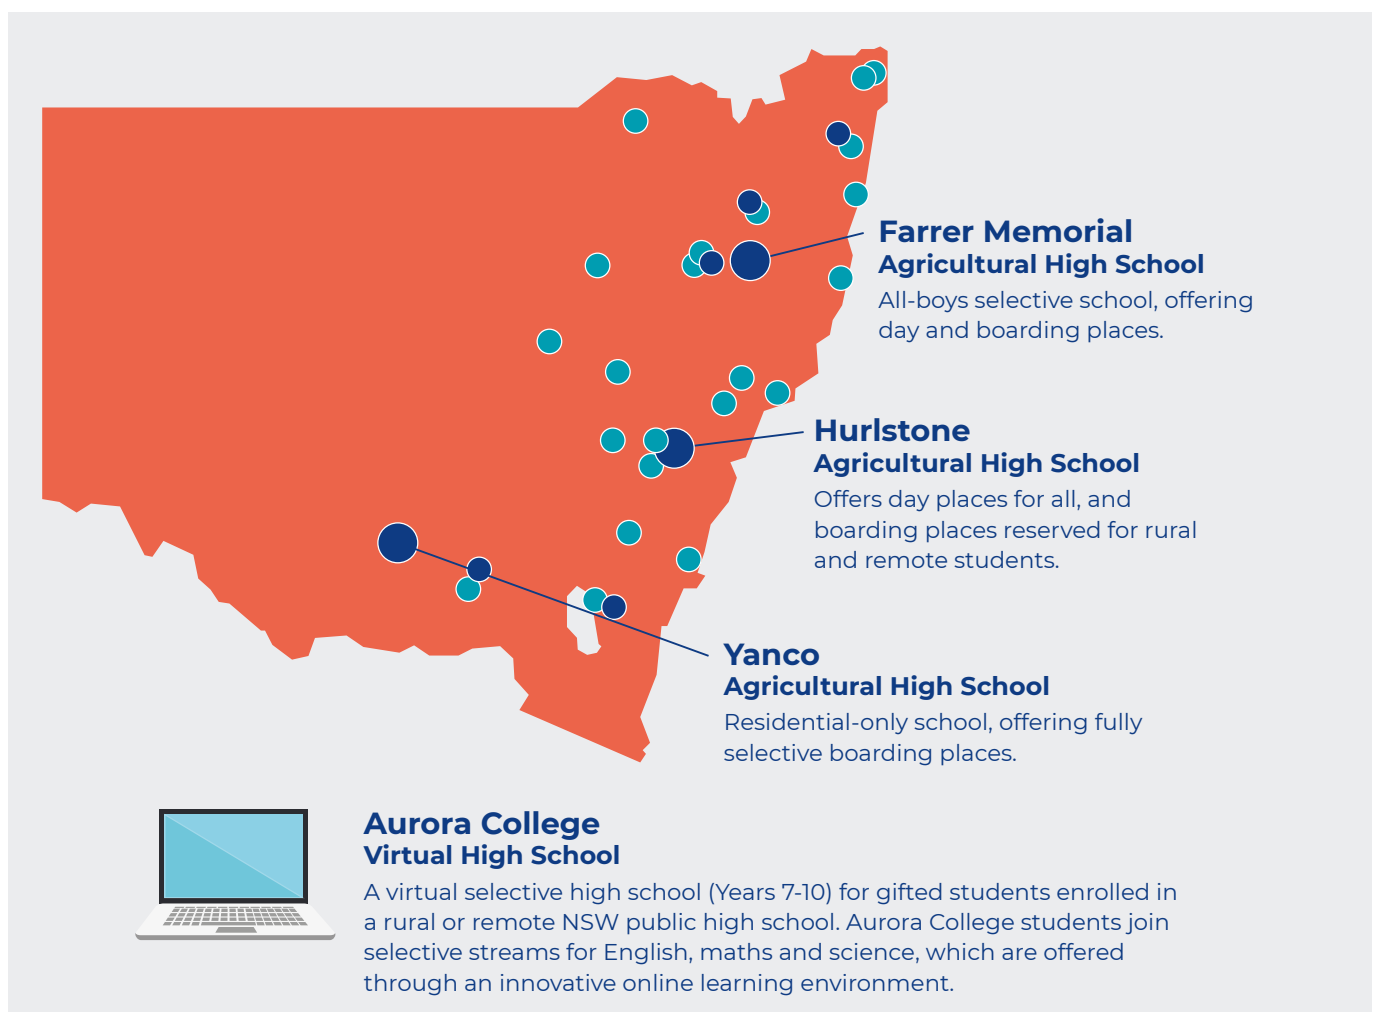 Farrer Memorial
Agricultural High School
All-boys selective school, offering
day and boarding places.
Hurlstone
Agricultural High School
Offers day places for all, and
boarding places reserved for rural
and remote students.
Yanco
Agricultural High School
Residential-only school, offering fully
selective boarding places.
Aurora College
Virtual High School
A virtual selective high school (Years 7-10) for gifted students enrolled in
a rural or remote NSW public high school. Aurora College students join
selective streams for English, maths and science, which are offered
through an innovative online learning environment.